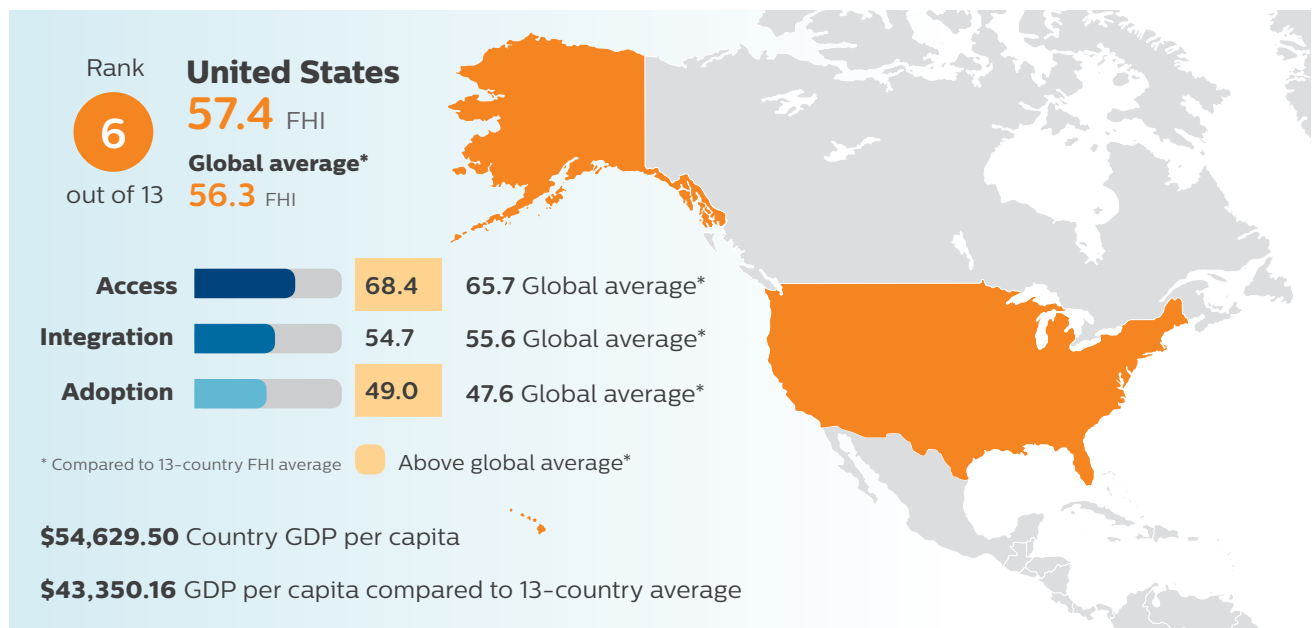 Rank
6
out of 13
United States
57.4 FHI
Global average*
56.3 FHI
Access 68.4 65.7 Global average*
Integration 54.7 55.6 Global average*
Adoption 49.0 47.6 Global average*
* Compared to 13-country FHI average Above global average*
$54,629.50 Country GDP per capita
$43,350.16 GDP per capita compared to 13-country average